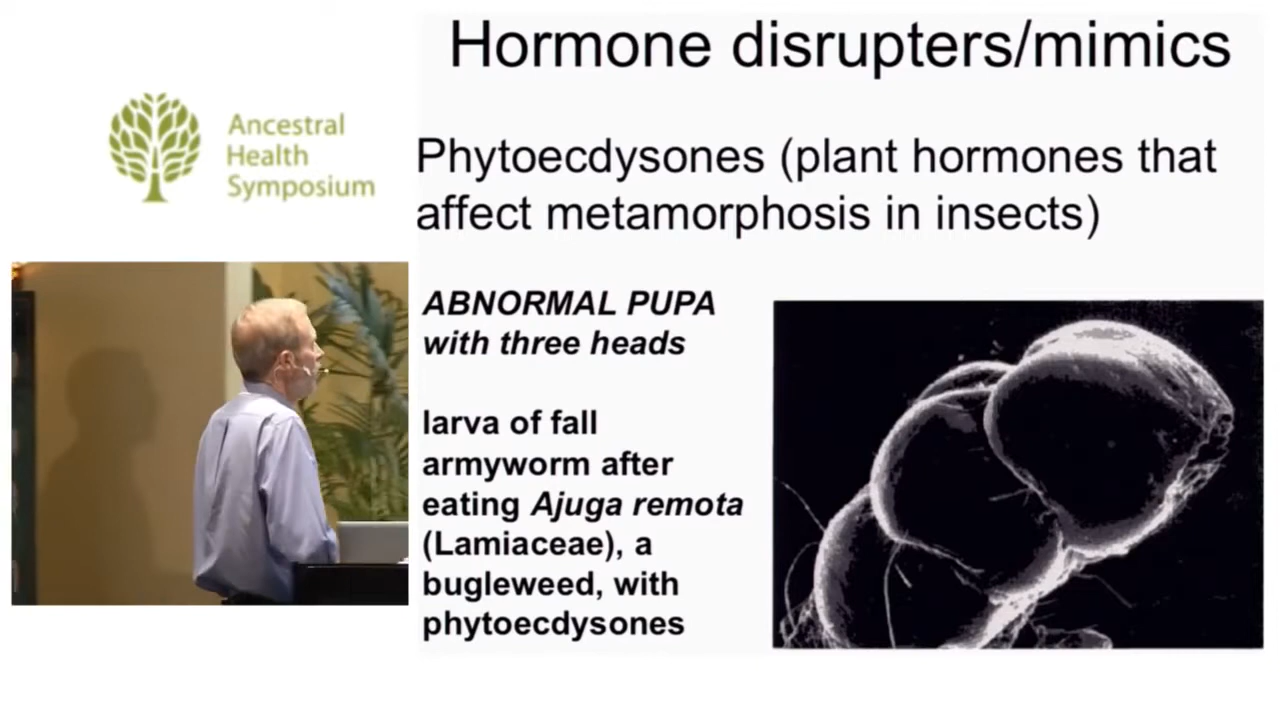 Hormone disrupters/mimics
Ancestral
Health
Symposium
Phytoecdysones (plant hormones that
affect metamorphosis in insects)
ABNORMAL PUPA
with three heads
larva of fall
armyworm after
eating Ajuga remota
(Lamiaceae), a
bugleweed, with
phytoecdysones